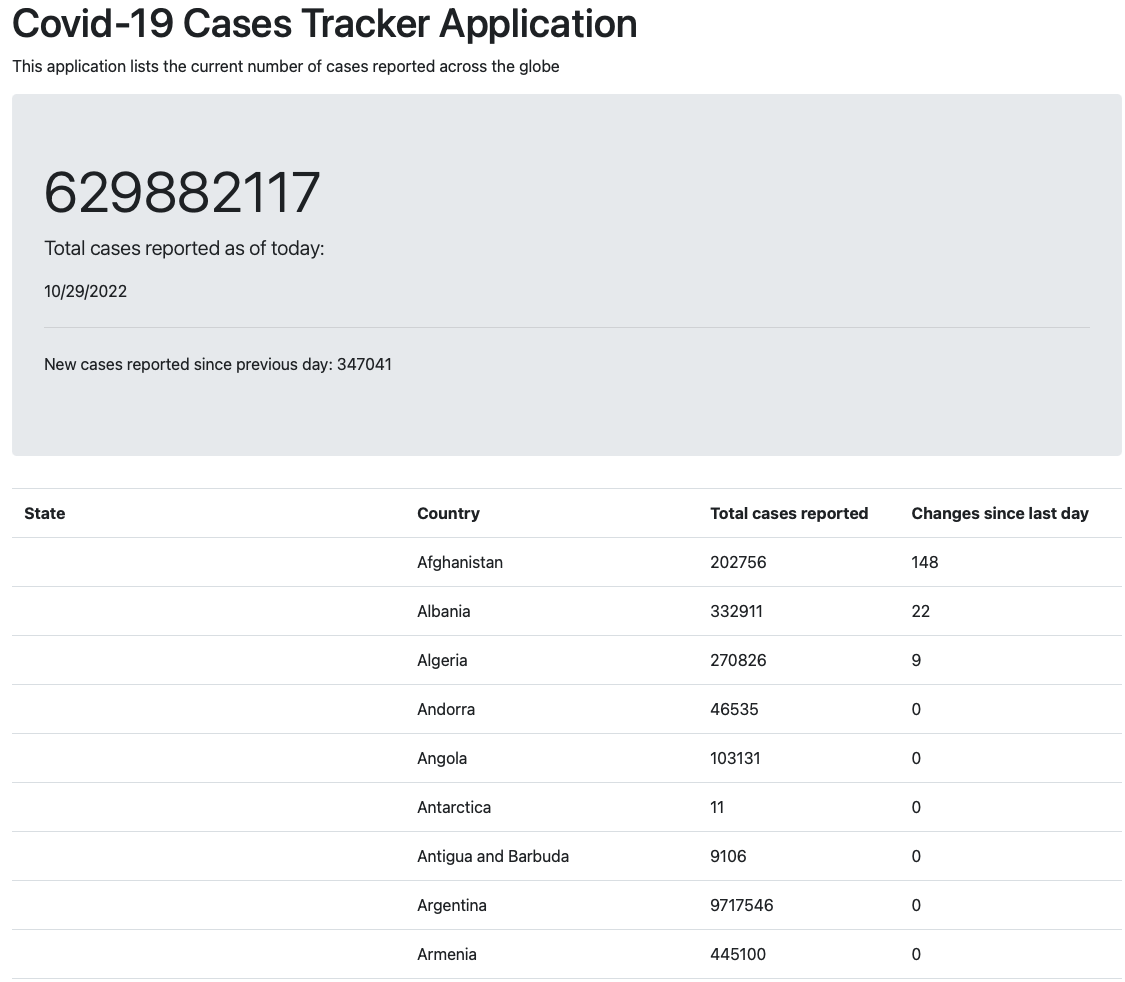 Covid-19 Cases Tracker Application
This application lists the current number of cases reported across the globe
629882117
Total cases reported as of today:
10/29/2022
New cases reported since previous day: 347041
State Country Total cases reported Changes since last day
Afghanistan 202756 148
Albania 332911 22
Algeria 270826 9
Andorra 46535 0
Angola 103131 0
Antarctica 11 0
Antigua and Barbuda 9106 0
Argentina 9717546 0
Armenia 445100 0